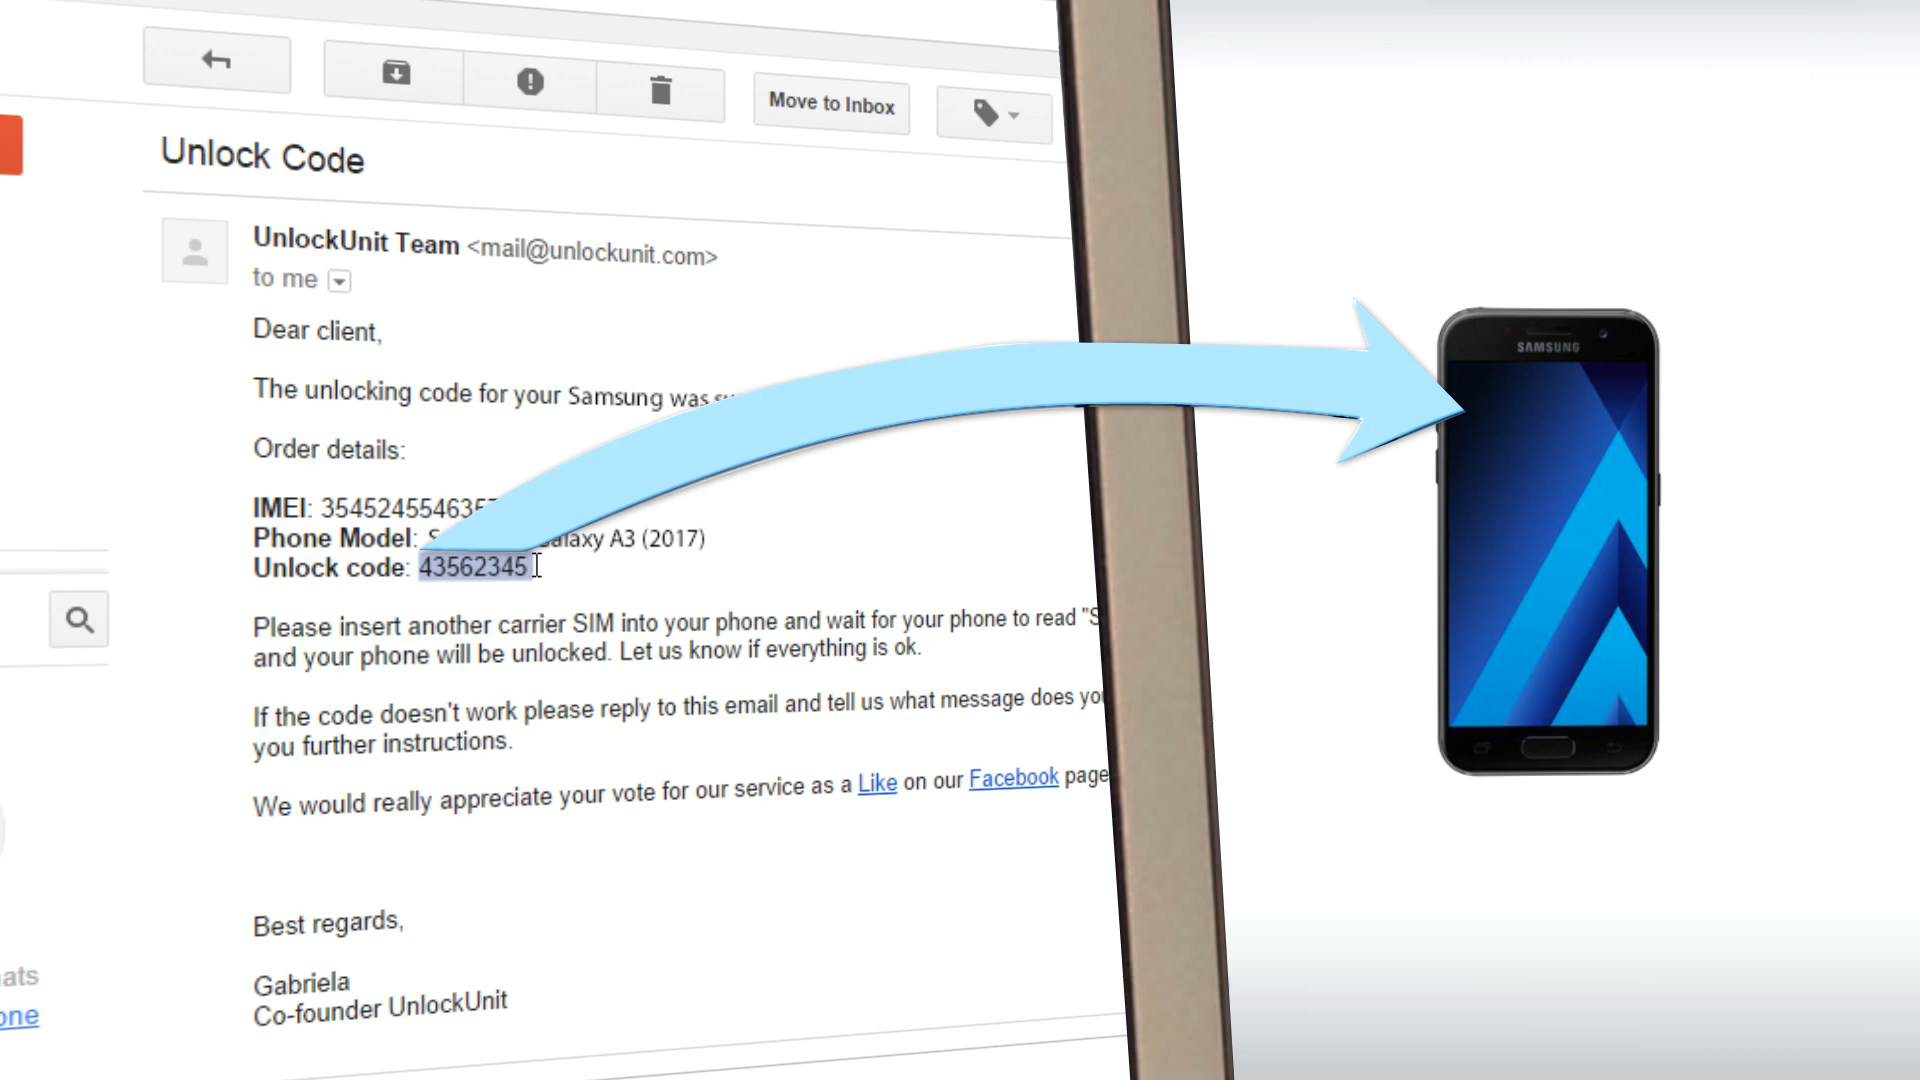 Move to Inbox
Unlock Code
UnlockUnit Team <mail@unlockunit.com>
to me
Dear client,
The unlocking code for your Samsung was
Order details:
IMEI: 35452455463
Phone Model: Galaxy A3 (2017)
Unlock code: 43562345
Please insert another carrier SIM into your phone and wait for your phone to read "S
and your phone will be unlocked. Let us know if everything is ok.
If the code doesn't work please reply to this email and tell us what message does you
you further instructions.
We would really appreciate your vote for our service as a Like on our Facebook page
Best regards,
Gabriela
Co-founder UnlockUnit
ats
one
SAMSUNG